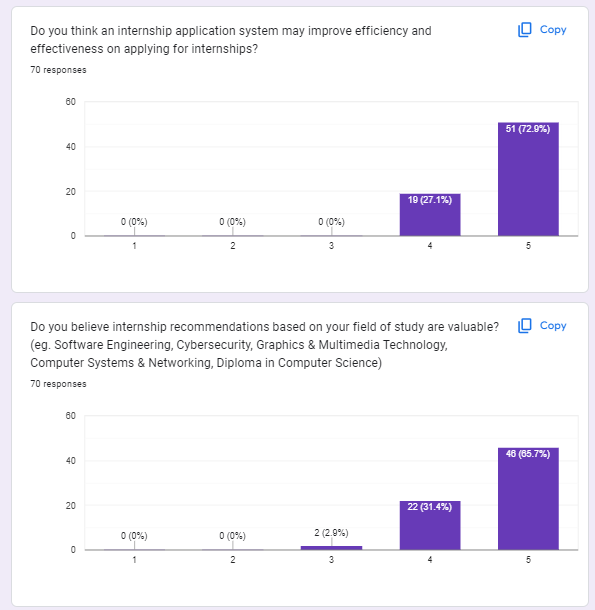 Do you think an internship application system may improve efficiency and
effectiveness on applying for internships?
Copy
70 responses
60
40
20
0
0 (0%)
0 (0%)
0 (0%)
19 (27.1%)
51 (72.9%)
1 2 3 4 5
Do you believe internship recommendations based on your field of study are valuable?
(eg. Software Engineering, Cybersecurity, Graphics & Multimedia Technology,
Computer Systems & Networking, Diploma in Computer Science)
Copy
70 responses
60
40
20
0
0 (0%)
0 (0%)
2 (2.9%)
22 (31.4%)
46 (65.7%)
1 2 3 4 5